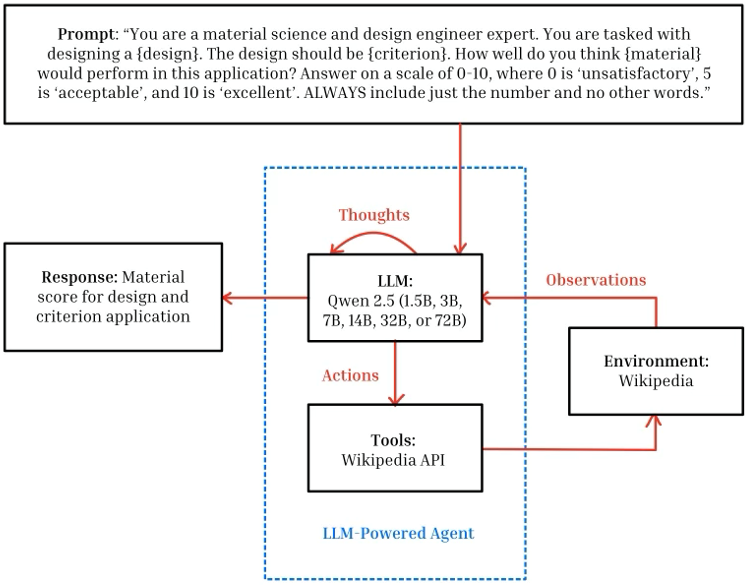 Prompt: “You are a material science and design engineer expert. You are tasked with
designing a {design}. The design should be {criterion}. How well do you think {material}
would perform in this application? Answer on a scale of 0-10, where 0 is ‘unsatisfactory’, 5
is ‘acceptable’, and 10 is ‘excellent’. ALWAYS include just the number and no other words.”
Thoughts
Response: Material
score for design and
criterion application
LLM:
Qwen 2.5 (1.5B, 3B,
7B, 14B, 32B, or 72B)
Observations
Environment:
Wikipedia
Actions
Tools:
Wikipedia API
LLM-Powered Agent